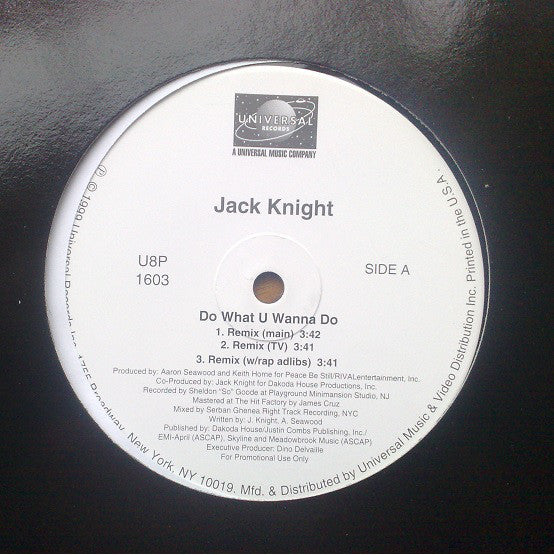 UNIVERSAL
RECORDS
A UNIVERSAL MUSIC COMPANY
Jack Knight
U8P
1603
SIDE A
Do What U Wanna Do
1. Remix (main) 3:42
2. Remix (TV) 3:41
3. Remix (w/rap adlibs) 3:41
Produced by: Aaron Seawood and Keith Horne for Peace Be Still/RIVALentertainment, Inc.
Co-Produced by: Jack Knight for Dakoda House Productions, Inc.
Recorded by Sheldon "So" Goode at Playground Minimansion Studio, NJ
Mastered at The Hit Factory by James Cruz
Mixed by Serban Ghenea Right Track Recording, NYC
Written by: J. Knight, A. Seawood
Published by: Dakoda House/Justin Combs Publishing, Inc./
EMI-April (ASCAP), Skyline and Meadowbrook Music (ASCAP)
Executive Producer: Dino Delvaille
For Promotional Use Only
℗ © 1999 Universal Records Inc. 1755 Broadway, New York, NY 10019. Mfd. & Distributed by Universal Music & Video Distribution Inc. Printed in the U.S.A.